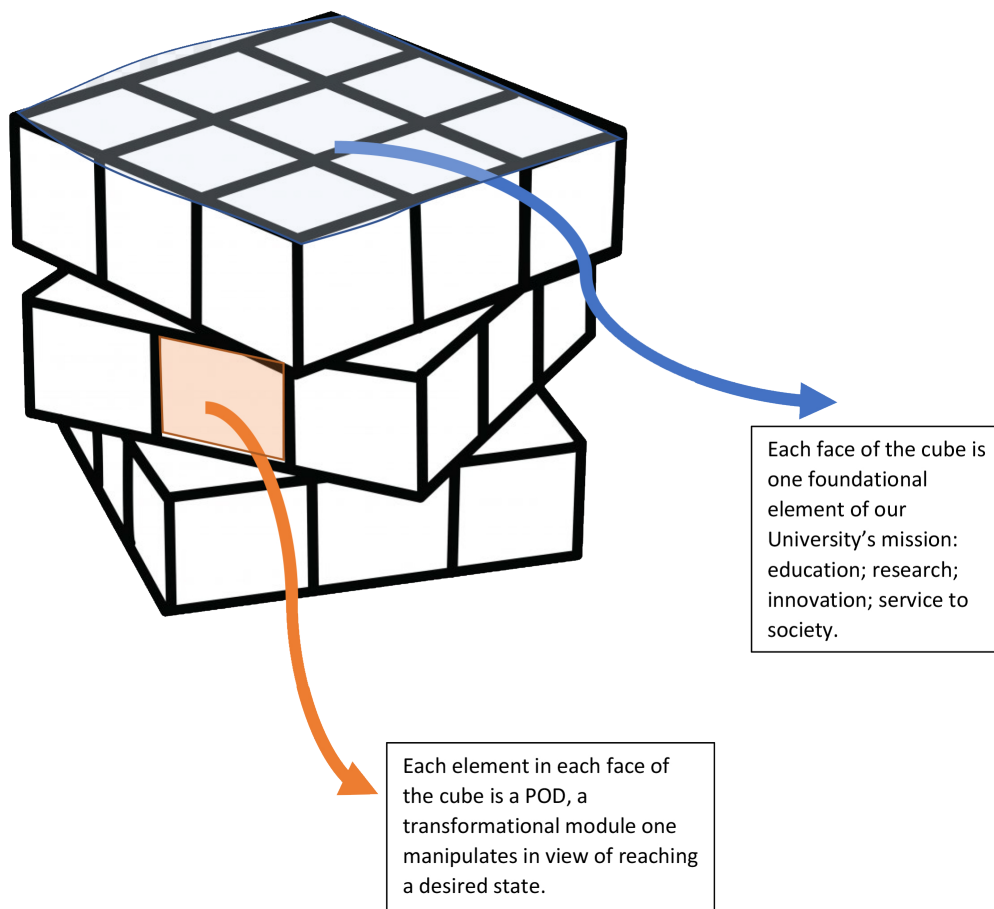 Each face of the cube is
one foundational
element of our
University’s mission:
education; research;
innovation; service to
society.
Each element in each face of
the cube is a POD, a
transformational module one
manipulates in view of reaching
a desired state.